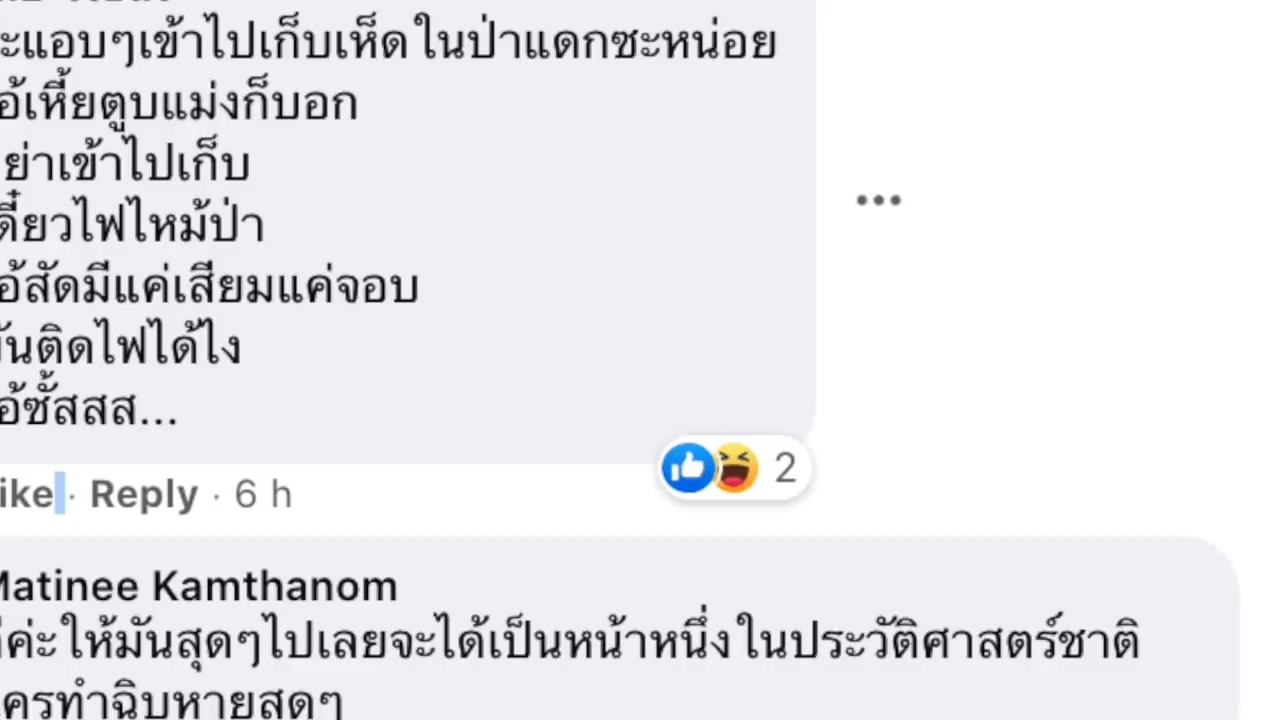 ะแอบๆเข้าไปเก็บเห็ดในป่าแดกซะหน่อย
อ้เหี้ยตูบแม่งก็บอก
ย่าเข้าไปเก็บ
ดี๋ยวไฟไหม้ป่า
อ้สัดมีแค่เสียมแค่จอบ
มันติดไฟได้ไง
อ้ซั้สสส...
ike · Reply · 6 h
2
Matinee Kamthanom
ค่ะให้มันสุดๆไปเลยจะได้เป็นหน้าหนึ่งในประวัติศาสตร์ชาติ
ครทำฉิบหายสุดๆ